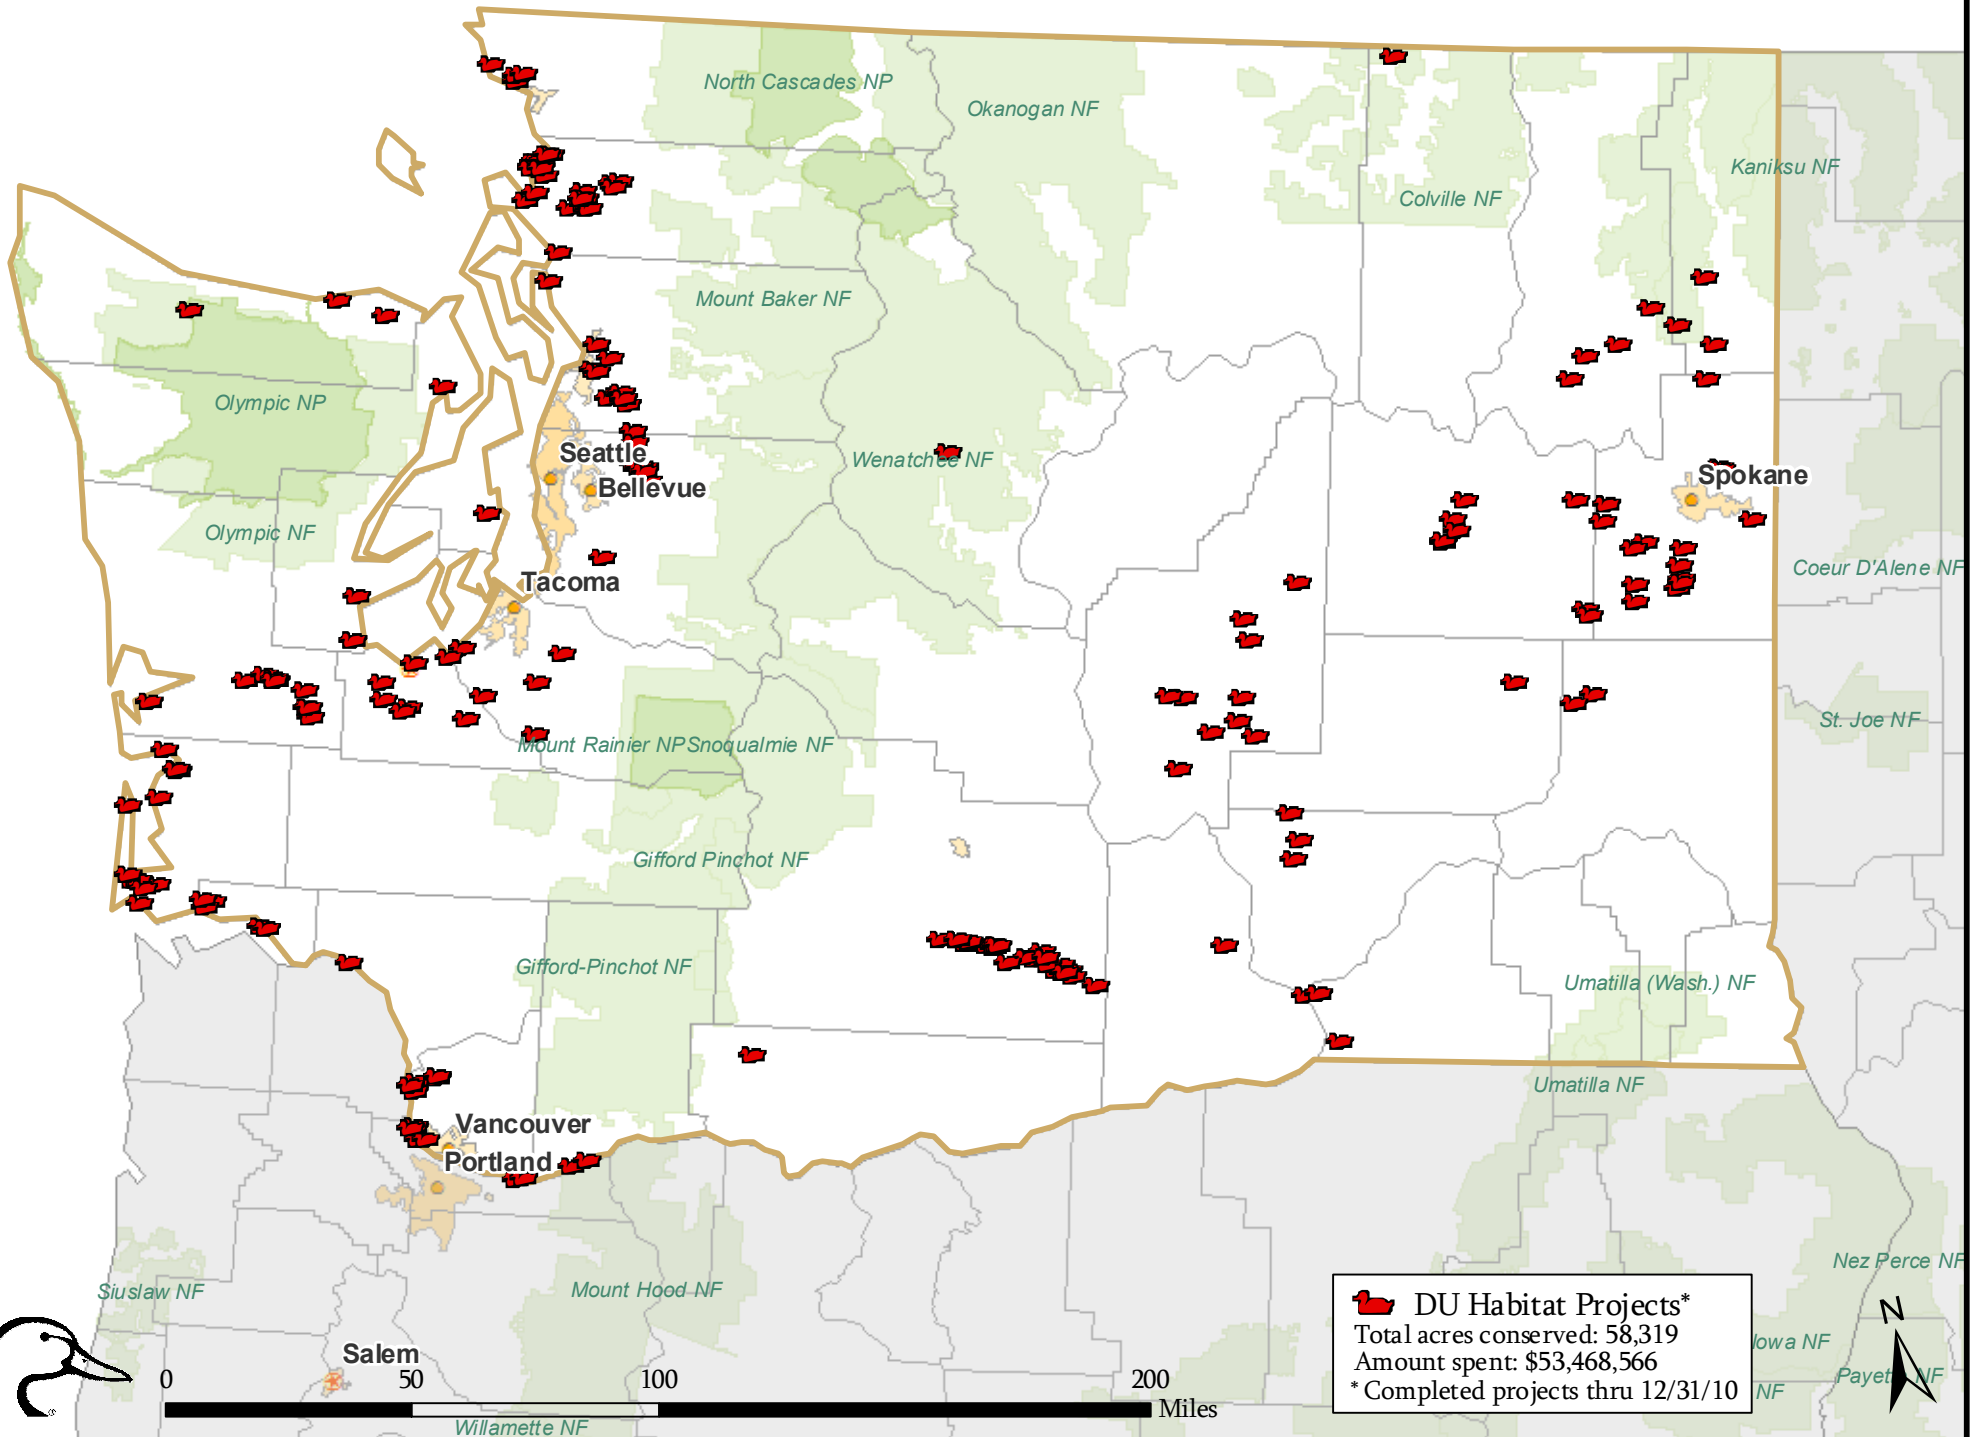 North Cascades NP
Okanogan NF
Kaniksu NF
Colville NF
Mount Baker NF
Olympic NP
Seattle
Wenatchee NF
Bellevue
Spokane
Olympic NF
Tacoma
Coeur D'Alene NF
St. Joe NF
Mount Rainier NP
Snoqualmie NF
Gifford Pinchot NF
Gifford-Pinchot NF
Umatilla (Wash.) NF
Umatilla NF
Vancouver
Portland
Siuslaw NF
Mount Hood NF
Nez Perce NF
Salem
Willamette NF
0 50 100 200
Miles
DU Habitat Projects*
Total acres conserved: 58,319
Amount spent: $53,468,566
*Completed projects thru 12/31/10
N
NF
NF